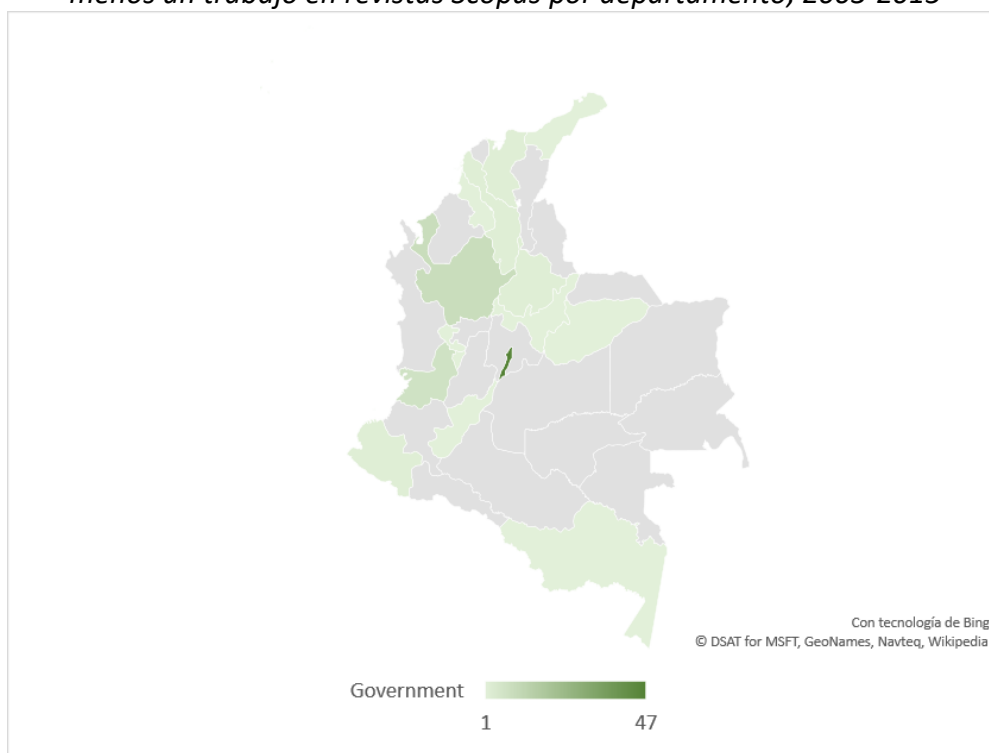 menos un trabajo en revistas Scopus por departamento, 2003-2015
Con tecnología de Bing
© DSAT for MSFT, GeoNames, Navteq, Wikipedia
Government
1
47